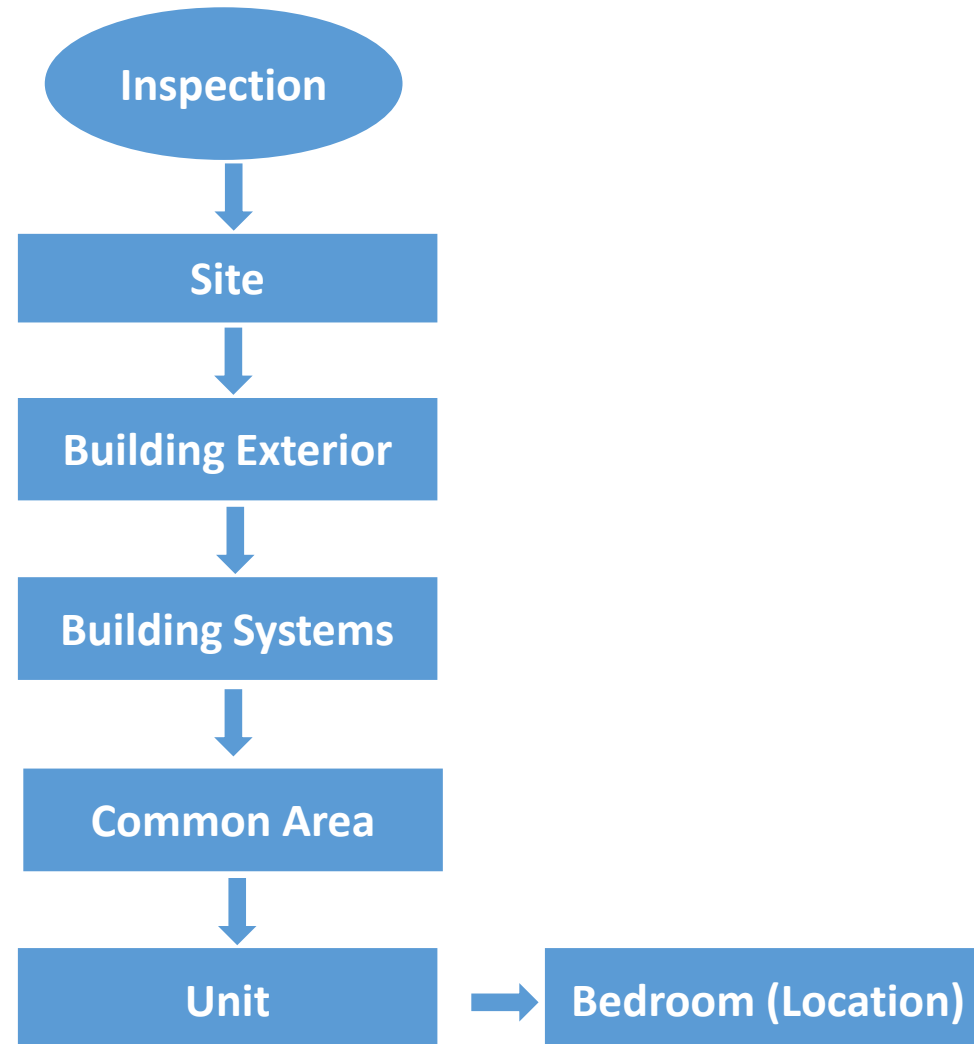 Inspection
Site
Building Exterior
Building Systems
Common Area
Unit
Bedroom (Location)